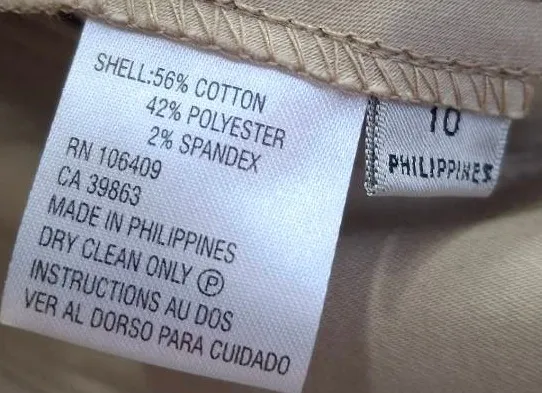 SHELL:56% COTTON
42% POLYESTER
2% SPANDEX
RN 106409
CA 39863
MADE IN PHILIPPINES
DRY CLEAN ONLY Ⓟ
INSTRUCTIONS AU DOS
VER AL DORSO PARA CUIDADO
10
PHILIPPINES